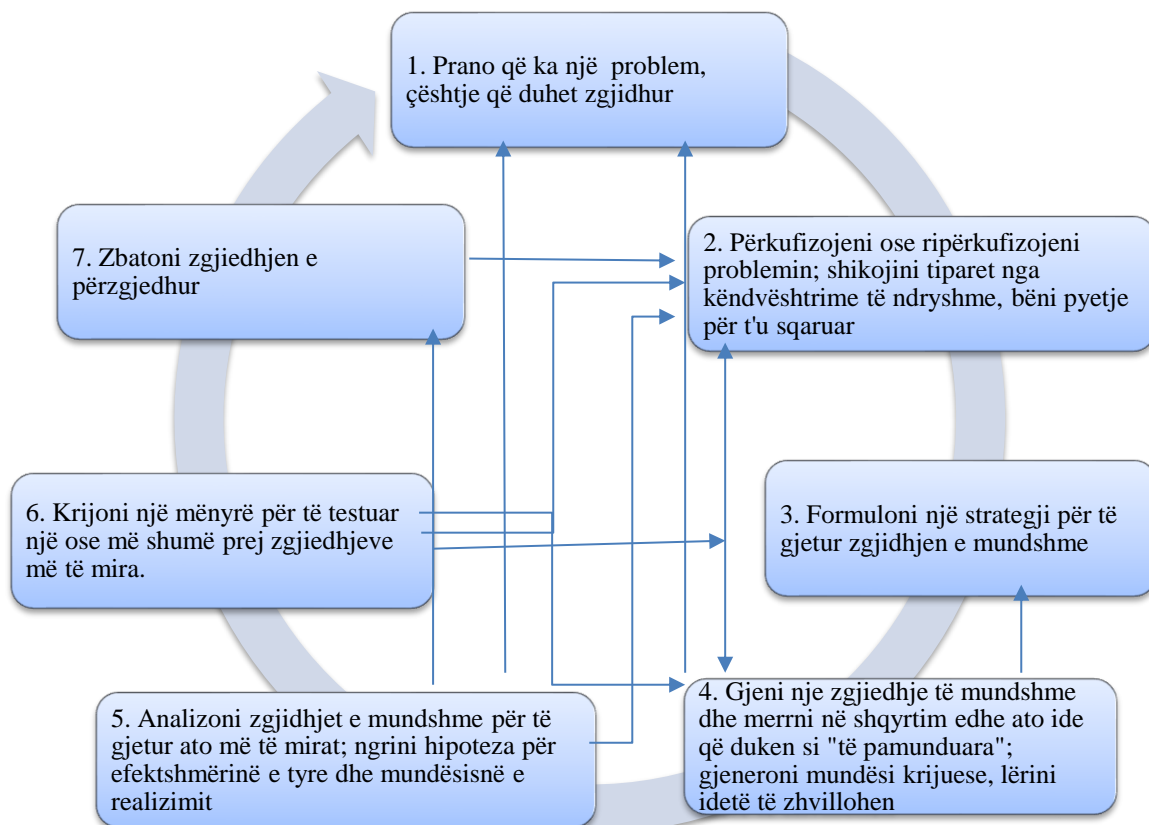 1. Prano që ka një  problem,
çështje që duhet zgjidhur
2. Përkufizojeni ose ripërkufizojeni
problemin; shikojini tiparet nga
këndvështrime të ndryshme, bëni pyetje
për t'u sqaruar
3. Formuloni një strategji për të
gjetur zgjidhjen e mundshme
4. Gjeni nje zgjiedhje të mundshme
dhe merrni në shqyrtim edhe ato ide
që duken si "të pamunduara";
gjeneroni mundësi krijuese, lërini
idetë të zhvillohen
5. Analizoni zgjidhjet e mundshme për të
gjetur ato më të mirat; ngrini hipoteza për
efektshmërinë e tyre dhe mundësisnë e
realizimit
6. Krijoni një mënyrë për të testuar
një ose më shumë prej zgjiedhjeve
më të mira.
7. Zbatoni zgjiedhjen e
përzgjedhur